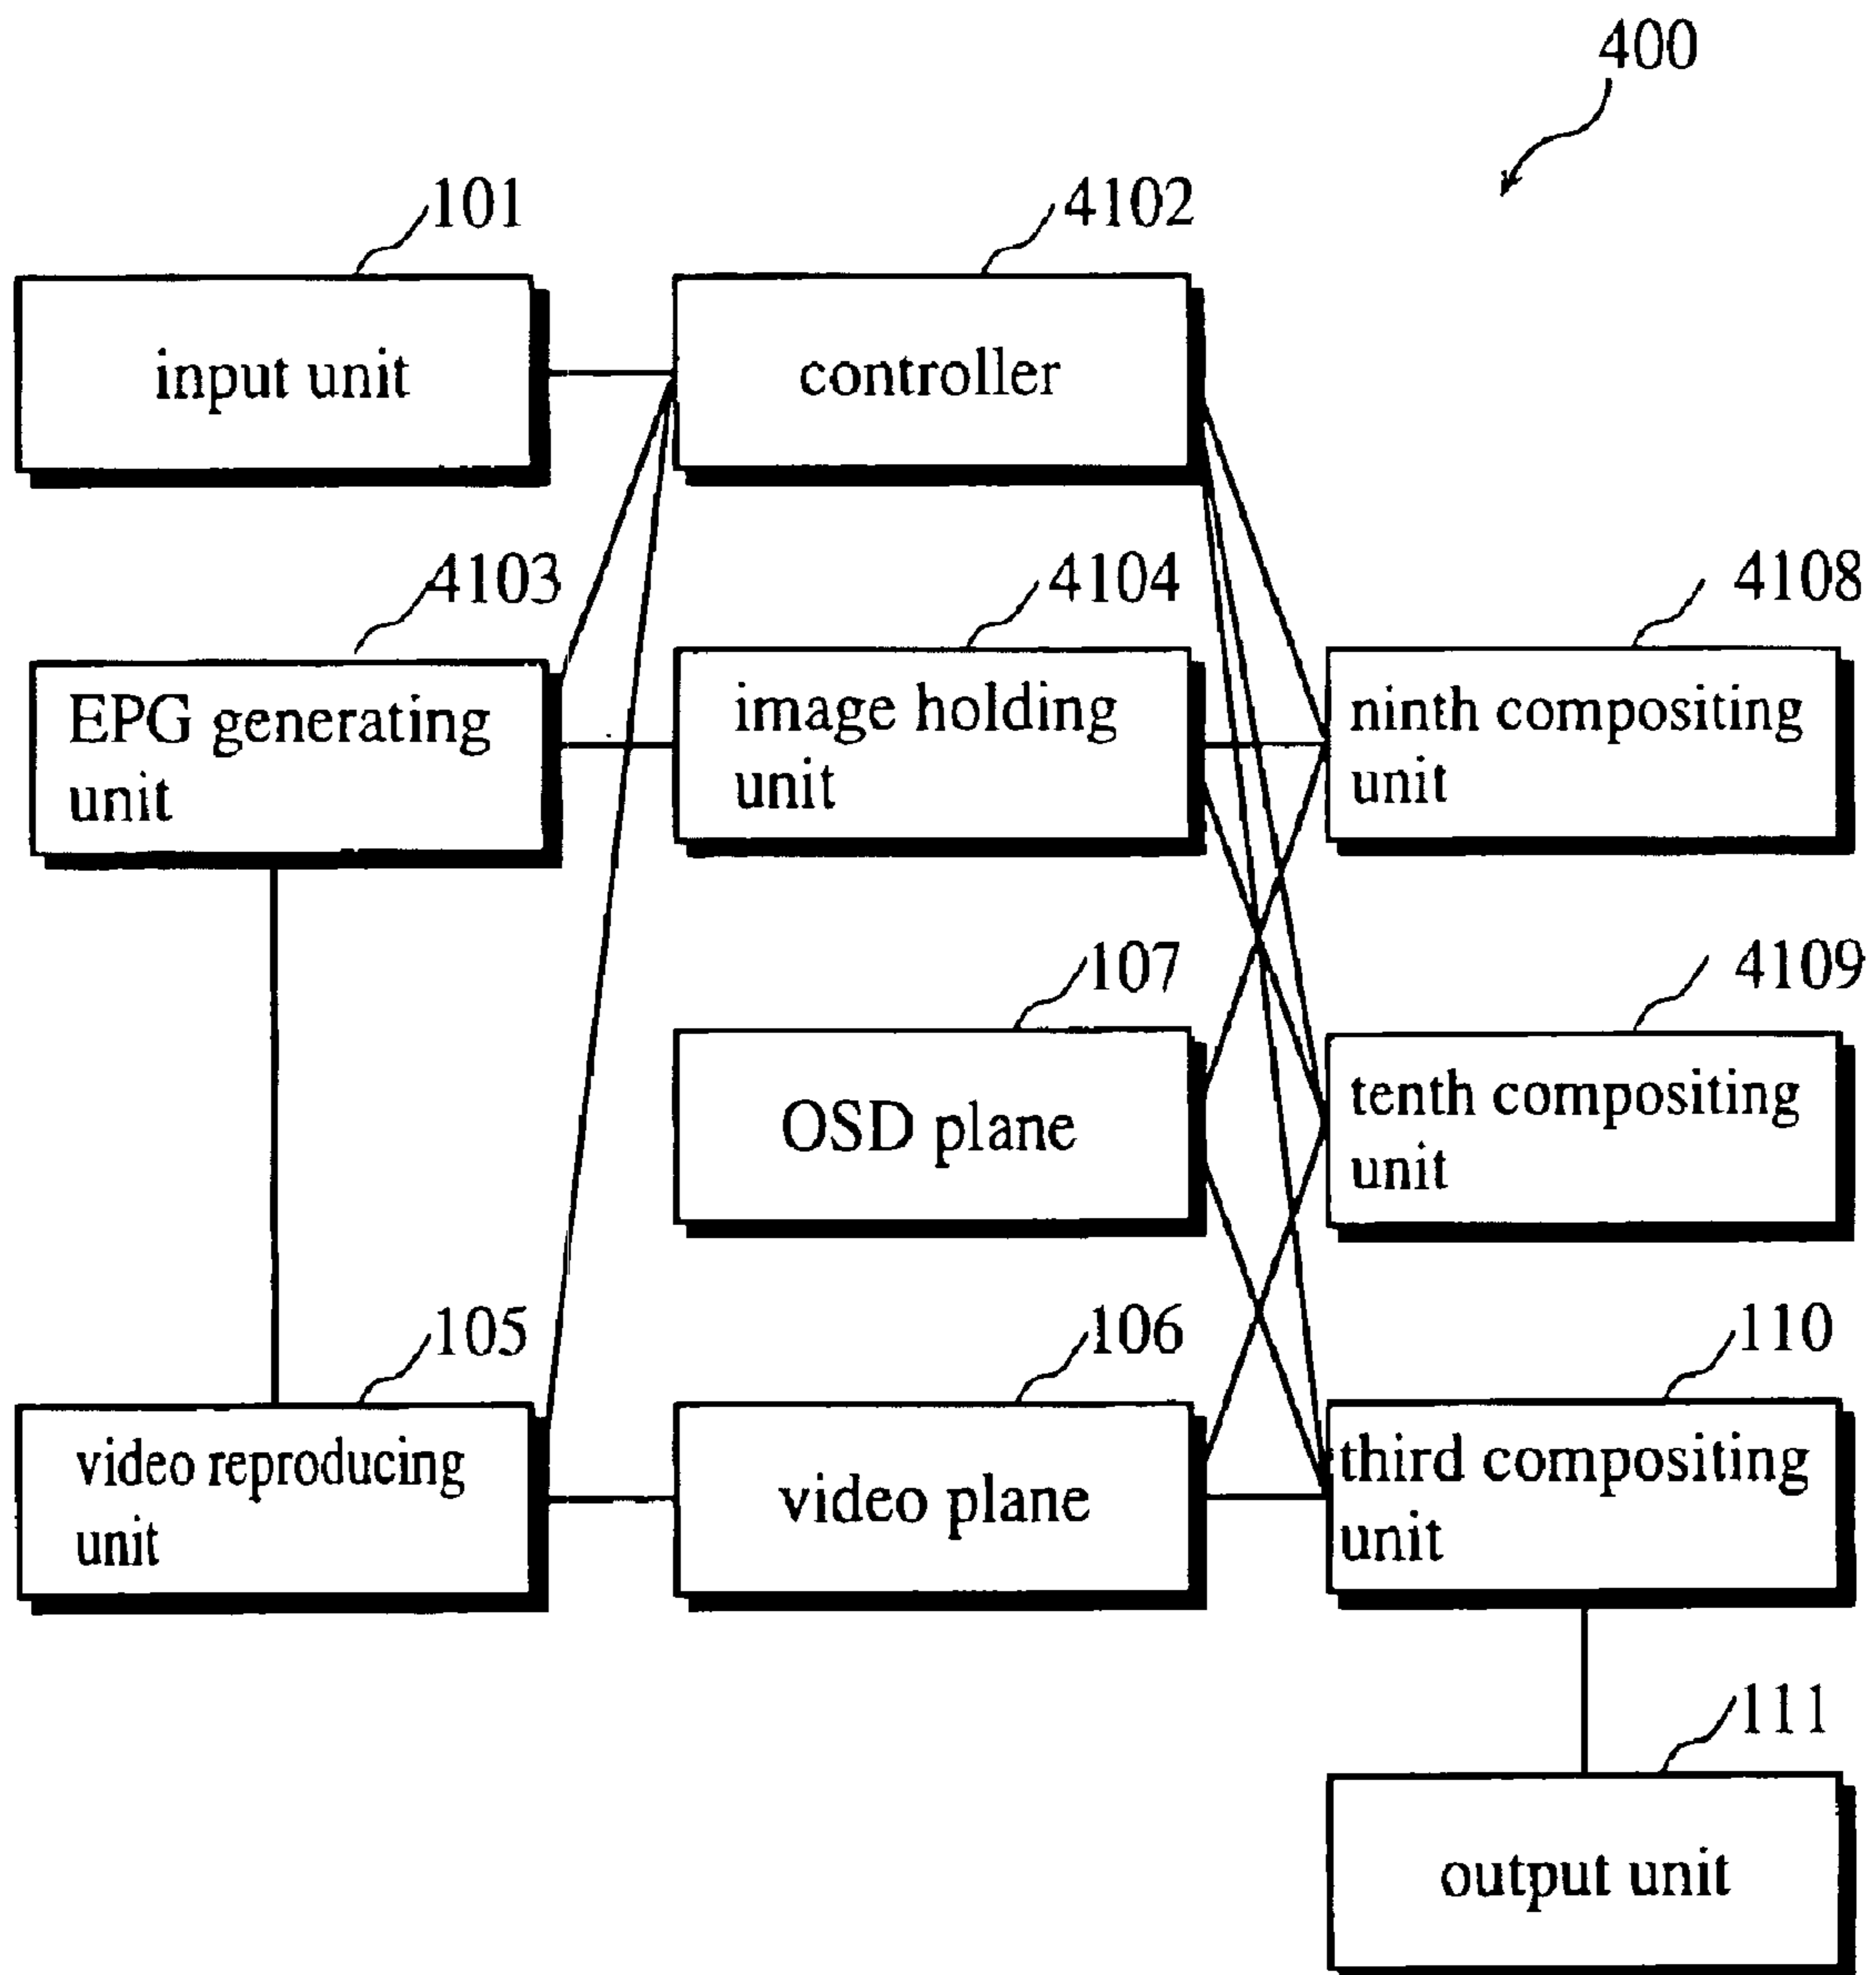 400
101
4102
input unit
controller
4103
4104
4108
EPG generating
unit
image holding
unit
ninth compositing
unit
107
4109
OSD plane
tenth compositing
unit
105
106
110
video reproducing
unit
video plane
third compositing
unit
111
output unit